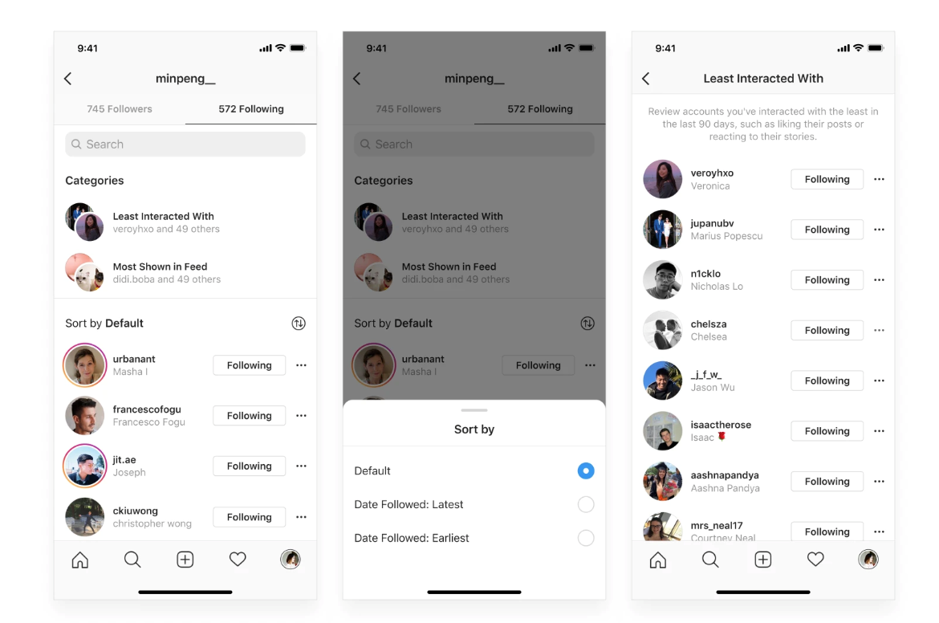 9:41
minpeng__
745 Followers
572 Following
Search
Categories
Least Interacted With
veroyhxo and 49 others
Most Shown in Feed
didi.boba and 49 others
Sort by Default
urbanant
Masha I
Following
francescofogu
Francesco Fogu
Following
jit.ae
Joseph
Following
ckiuwong
christopher wong
Following
9:41
minpeng__
745 Followers
572 Following
Search
Categories
Least Interacted With
veroyhxo and 49 others
Most Shown in Feed
didi.boba and 49 others
Sort by Default
urbanant
Masha I
Following
Sort by
Default
Date Followed: Latest
Date Followed: Earliest
9:41
Least Interacted With
Review accounts you've interacted with the least in
the last 90 days, such as liking their posts or
reacting to their stories.
veroyhxo
Veronica
Following
jupanubv
Marius Popescu
Following
n1cklo
Nicholas Lo
Following
chelsza
Chelsea
Following
_j_f_w_
Jason Wu
Following
isaactherose
Isaac 🌹
Following
aashnapandya
Aashna Pandya
Following
mrs_neal17
Courtney Neal
Following